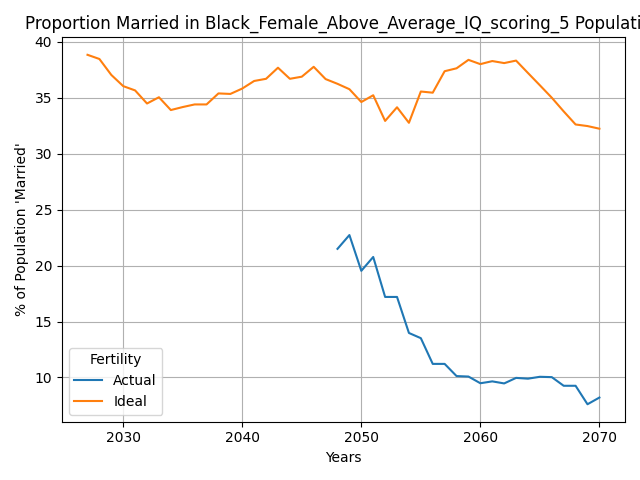 Proportion Married in Black_Female_Above_Average_IQ_scoring_5 Populati
40
35
30
25
20
15
10
% of Population 'Married'
Fertility
Actual
Ideal
2030 2040 2050 2060 2070
Years